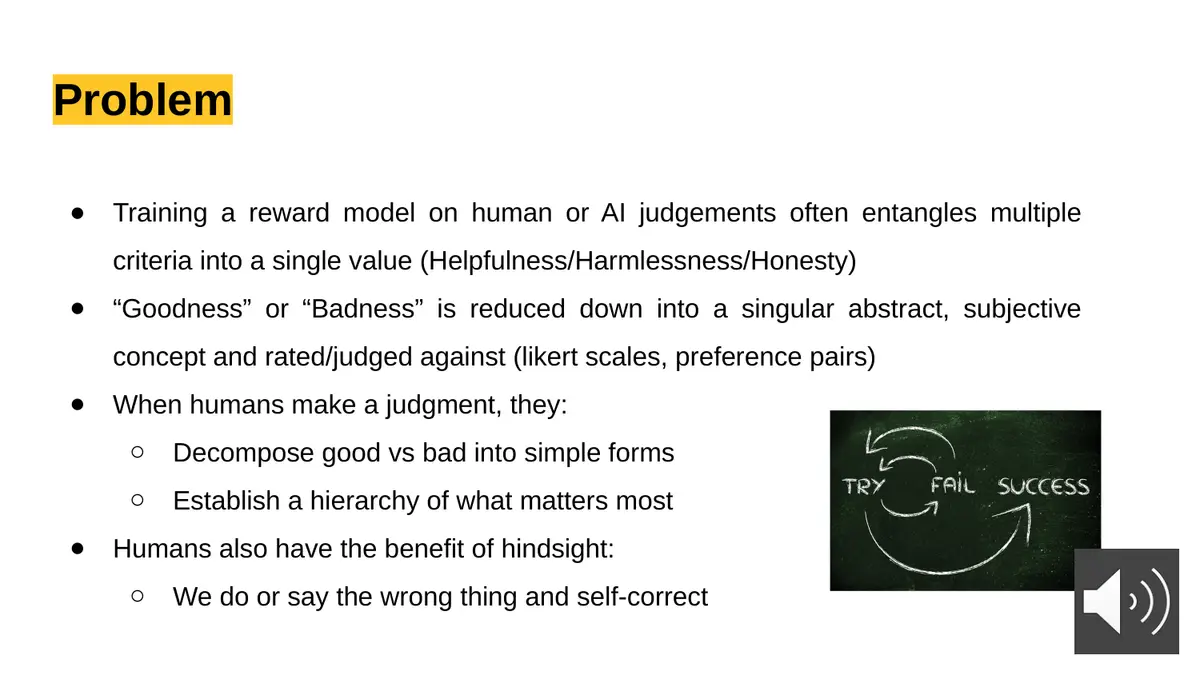 Problem
● Training a reward model on human or AI judgements often entangles multiple
criteria into a single value (Helpfulness/Harmlessness/Honesty)
● “Goodness” or “Badness” is reduced down into a singular abstract, subjective
concept and rated/judged against (likert scales, preference pairs)
● When humans make a judgment, they:
○ Decompose good vs bad into simple forms
○ Establish a hierarchy of what matters most
● Humans also have the benefit of hindsight:
○ We do or say the wrong thing and self-correct
TRY FAIL SUCCESS